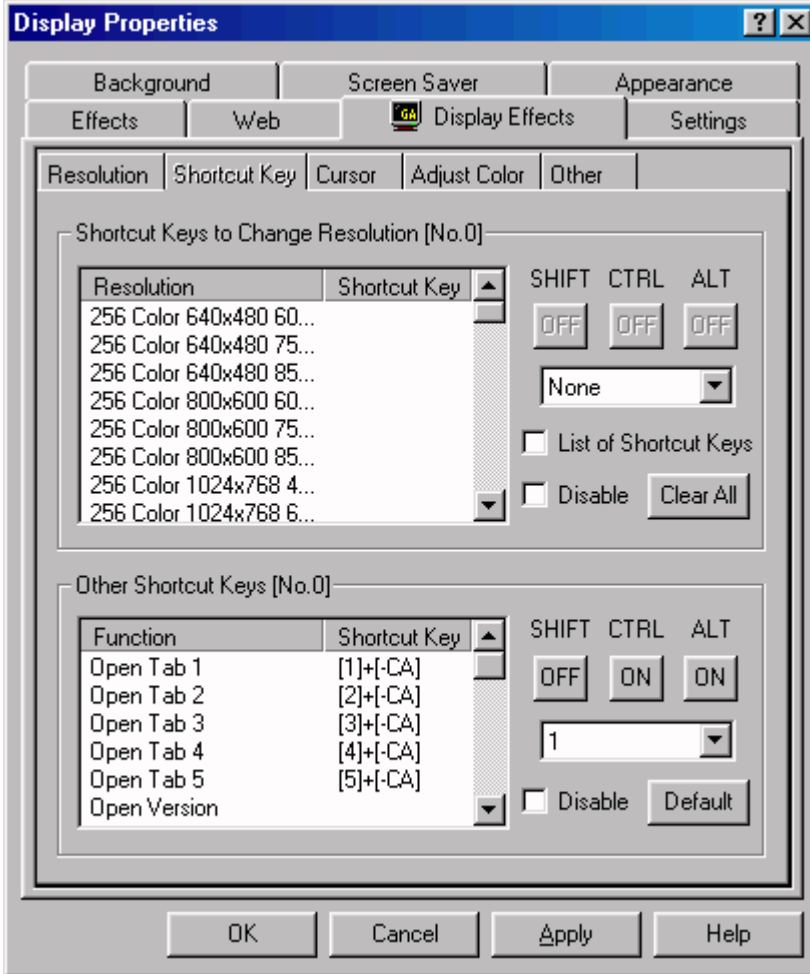 Display Properties
? X
Background Screen Saver Appearance
Effects Web GA Display Effects Settings
Resolution Shortcut Key Cursor Adjust Color Other
Shortcut Keys to Change Resolution [No.0]
Resolution Shortcut Key
256 Color 640x480 60...
256 Color 640x480 75...
256 Color 640x480 85...
256 Color 800x600 60...
256 Color 800x600 75...
256 Color 800x600 85...
256 Color 1024x768 4...
256 Color 1024x768 6...
SHIFT CTRL ALT
OFF OFF OFF
None
List of Shortcut Keys
Disable Clear All
Other Shortcut Keys [No.0]
Function Shortcut Key
Open Tab 1 [1]+[-CA]
Open Tab 2 [2]+[-CA]
Open Tab 3 [3]+[-CA]
Open Tab 4 [4]+[-CA]
Open Tab 5 [5]+[-CA]
Open Version
SHIFT CTRL ALT
OFF ON ON
1
Disable Default
OK Cancel Apply Help